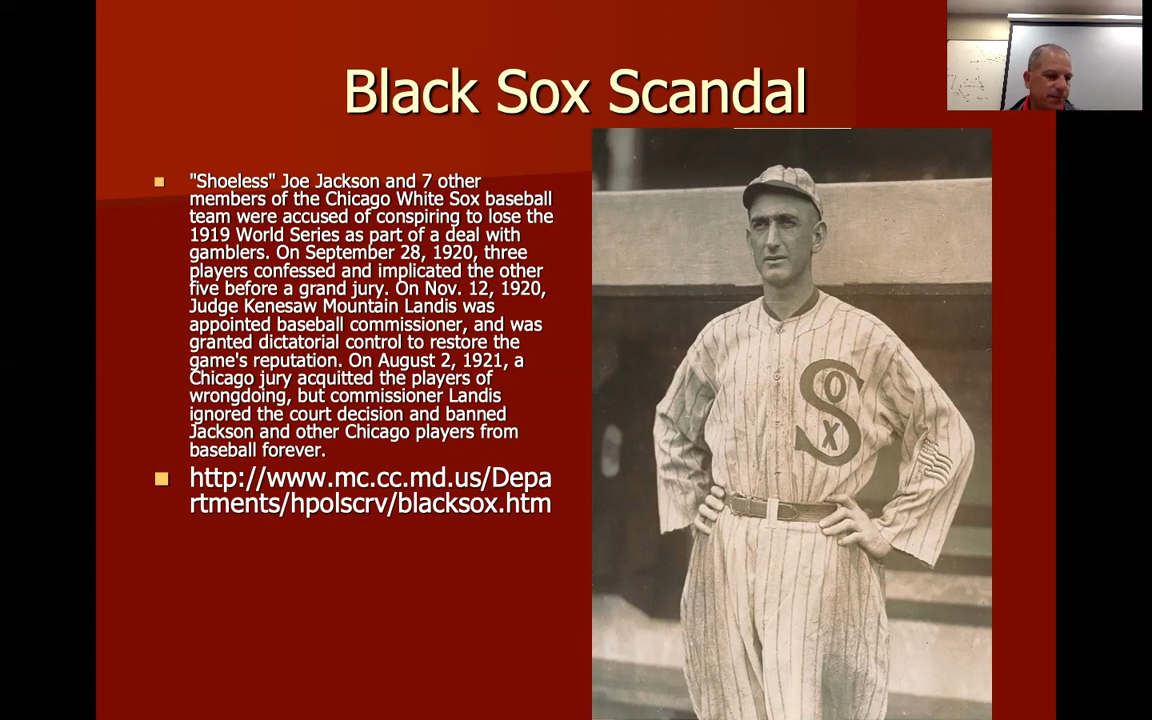 Black Sox Scandal
"Shoeless" Joe Jackson and 7 other
members of the Chicago White Sox baseball
team were accused of conspiring to lose the
1919 World Series as part of a deal with
gamblers. On September 28, 1920, three
players confessed and implicated the other
five before a grand jury. On Nov. 12, 1920,
Judge Kenesaw Mountain Landis was
appointed baseball commissioner, and was
granted dictatorial control to restore the
game's reputation. On August 2, 1921, a
Chicago jury acquitted the players of
wrongdoing, but commissioner Landis
ignored the court decision and banned
Jackson and other Chicago players from
baseball forever.
http://www.mc.cc.md.us/Depa
rtments/hpolscrv/blacksox.htm
SOX